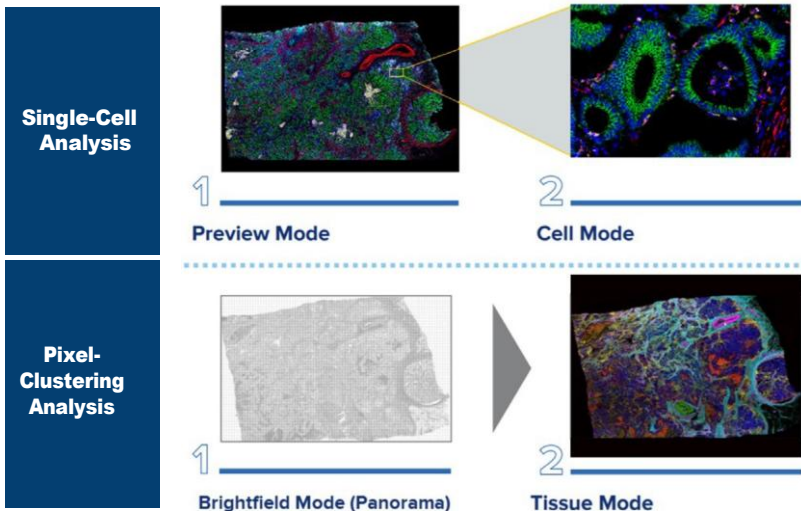 Single-Cell
Analysis
1
Preview Mode
2
Cell Mode
Pixel-
Clustering
Analysis
1
Brightfield Mode (Panorama)
2
Tissue Mode